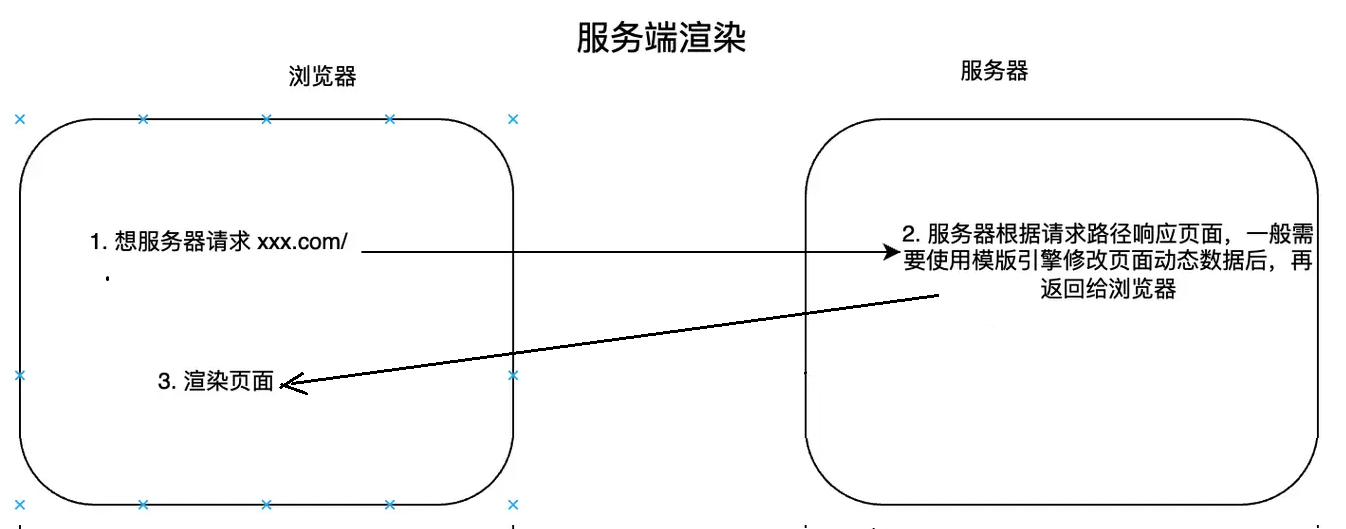 服务端渲染
浏览器
服务器
1. 想服务器请求 xxx.com/
2. 服务器根据请求路径响应页面，一般需
要使用模版引擎修改页面动态数据后，再
返回给浏览器
3. 渲染页面